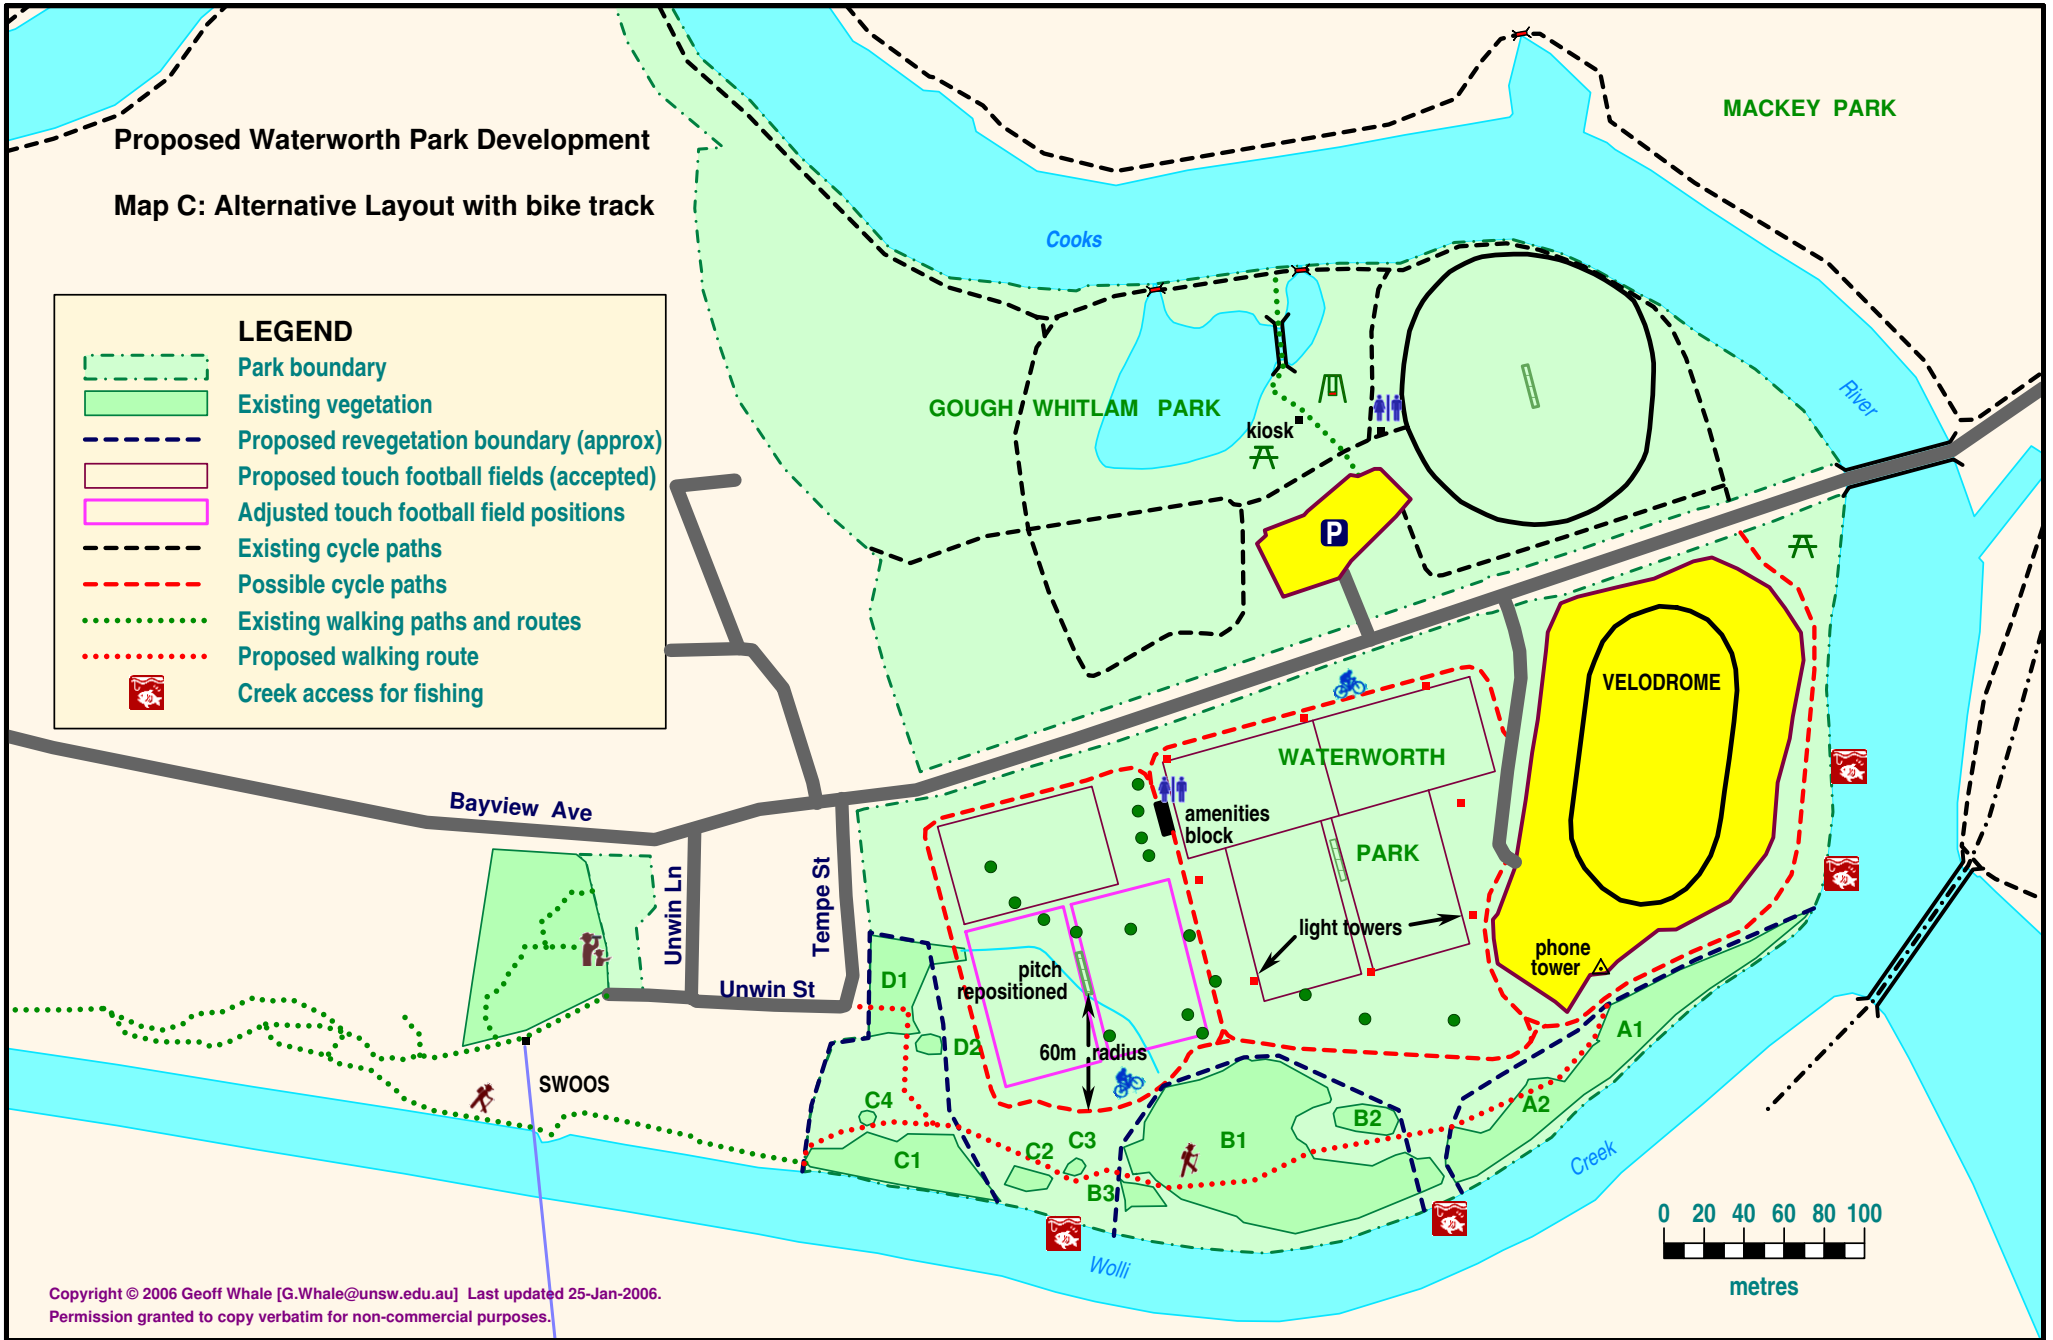 Proposed Waterworth Park Development
Map C: Alternative Layout with bike track
MACKEY PARK
Cooks
River
LEGEND
Park boundary
Existing vegetation
Proposed revegetation boundary (approx)
Proposed touch football fields (accepted)
Adjusted touch football field positions
Existing cycle paths
Possible cycle paths
Existing walking paths and routes
Proposed walking route
Creek access for fishing
GOUGH WHITLAM PARK
kiosk
P
VELODROME
WATERWORTH
PARK
amenities
block
light towers
phone
tower
Bayview Ave
Unwin Ln
Tempe St
Unwin St
pitch
repositioned
60m radius
D1
D2
A1
A2
B1
B2
B3
C1
C2
C3
C4
SWOOS
Creek
Wolli
0 20 40 60 80 100
metres
Copyright © 2006 Geoff Whale [G.Whale@unsw.edu.au] Last updated 25-Jan-2006.
Permission granted to copy verbatim for non-commercial purposes.